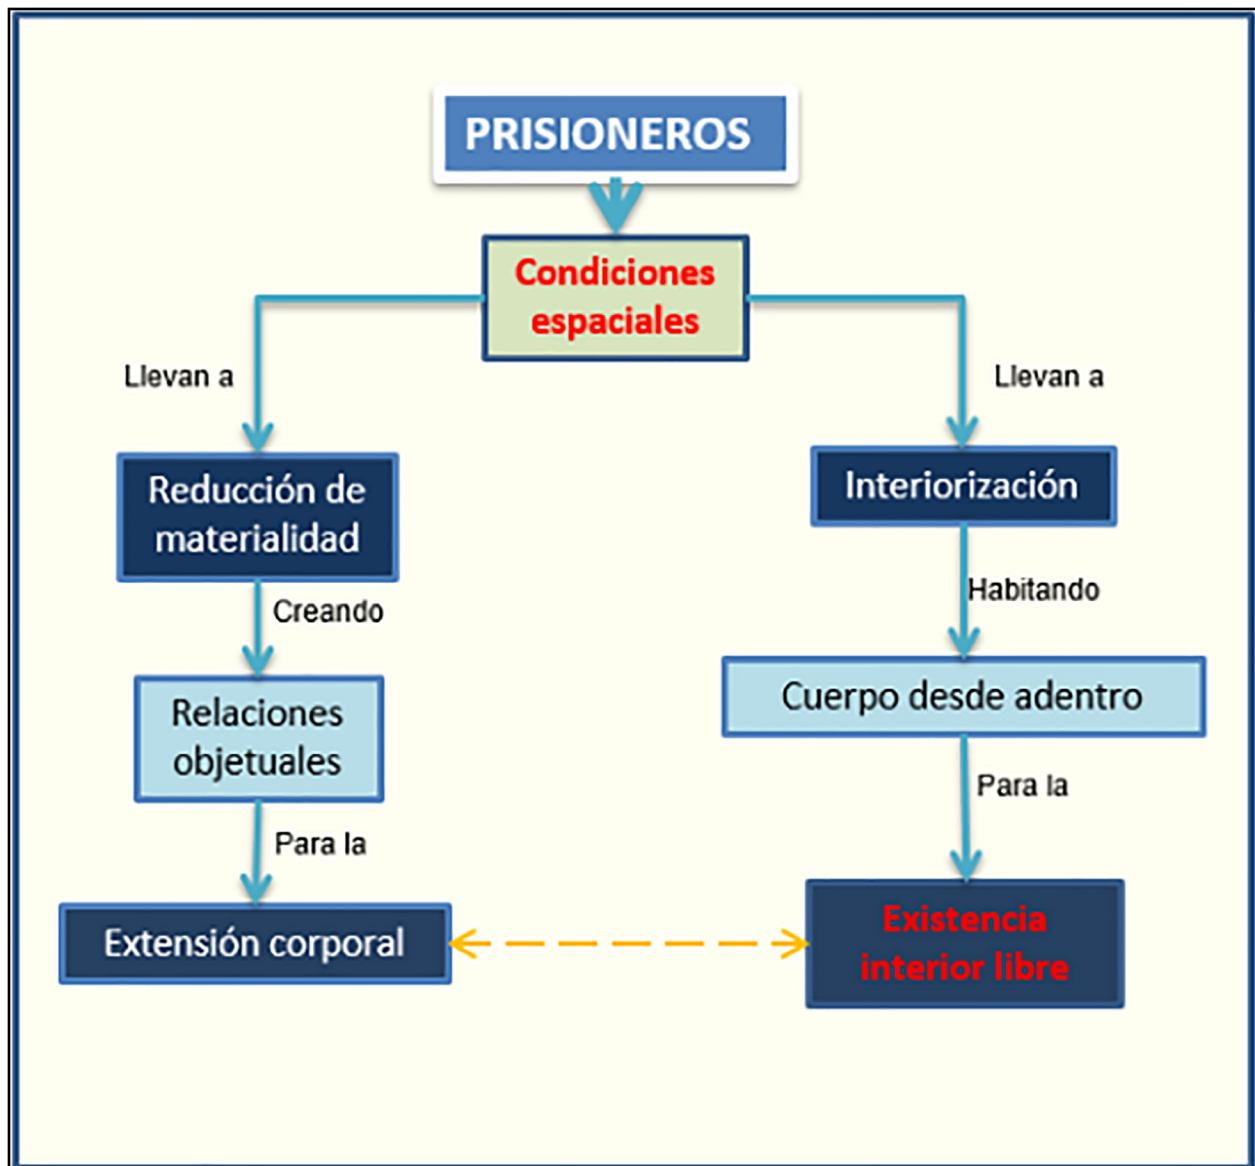 PRISIONEROS
Condiciones
espaciales
Llevan a
Llevan a
Reducción de
materialidad
Interiorización
Creando
Habitando
Relaciones
objetuales
Cuerpo desde adentro
Para la
Para la
Extensión corporal
Existencia
interior libre